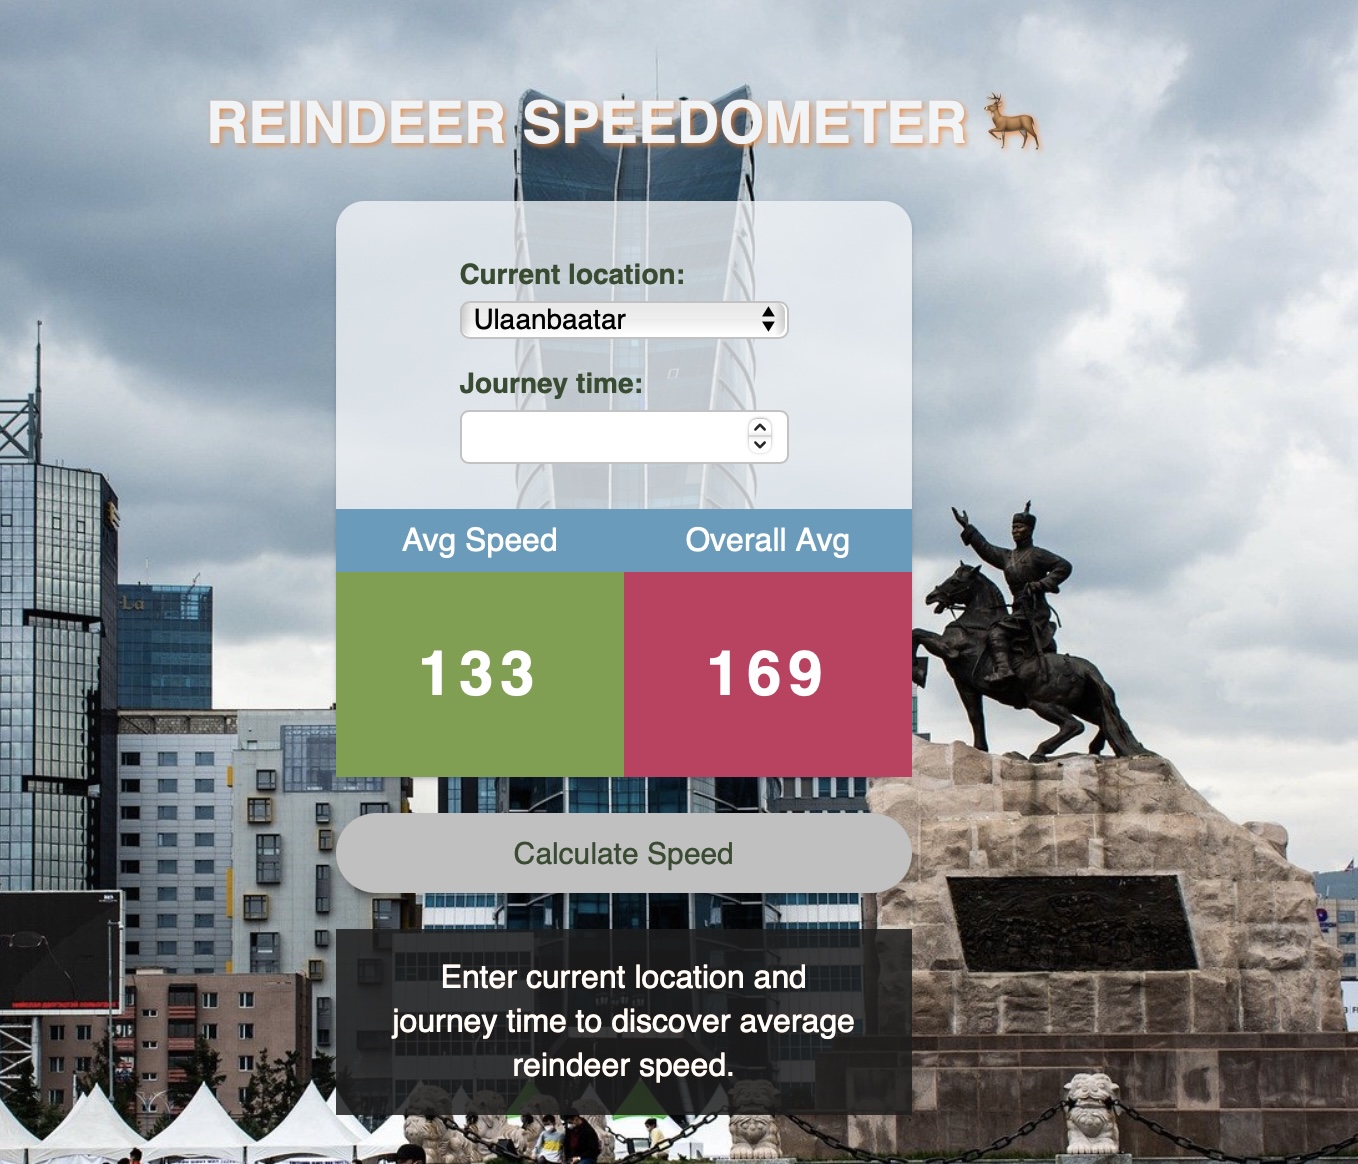 REINDEER SPEEDOMETER 🦌
Current location:
Ulaanbaatar
Journey time:
Avg Speed
Overall Avg
133
169
Calculate Speed
Enter current location and
journey time to discover average
reindeer speed.